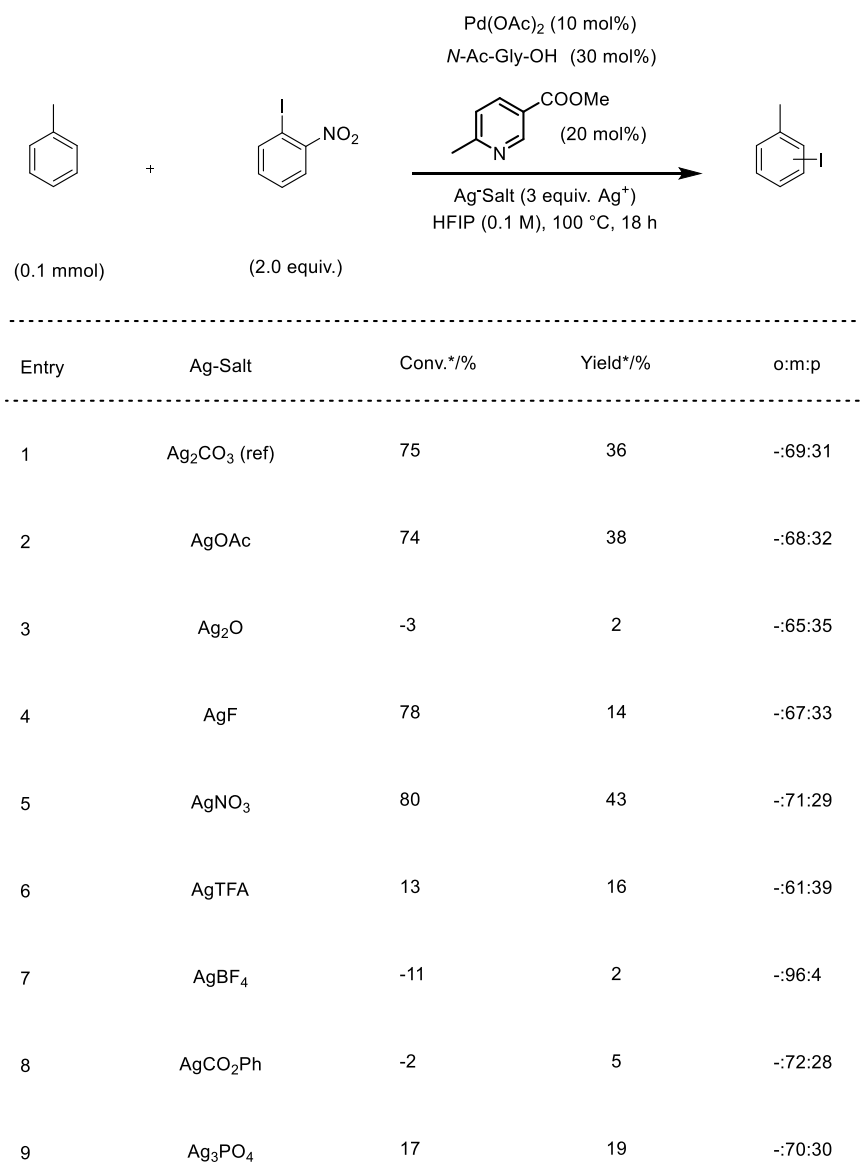 Pd(OAc)2 (10 mol%)
N-Ac-Gly-OH (30 mol%)
COOMe
I
NO2
N
(20 mol%)
+
I
Ag-Salt (3 equiv. Ag+)
HFIP (0.1 M), 100 °C, 18 h
(0.1 mmol) (2.0 equiv.)
Entry Ag-Salt Conv.*/% Yield*/% o:m:p
1 Ag2CO3 (ref) 75 36 -:69:31
2 AgOAc 74 38 -:68:32
3 Ag2O -3 2 -:65:35
4 AgF 78 14 -:67:33
5 AgNO3 80 43 -:71:29
6 AgTFA 13 16 -:61:39
7 AgBF4 -11 2 -:96:4
8 AgCO2Ph -2 5 -:72:28
9 Ag3PO4 17 19 -:70:30